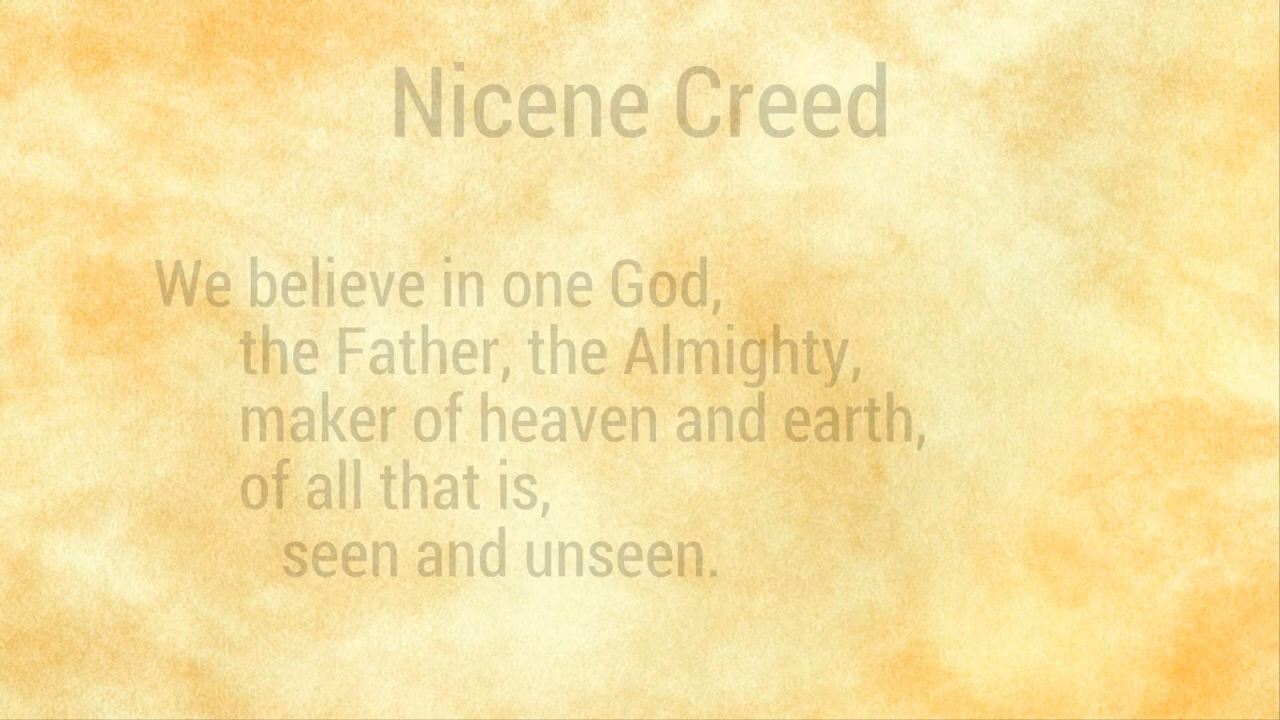 Nicene Creed
We believe in one God,
the Father, the Almighty,
maker of heaven and earth,
of all that is,
seen and unseen.